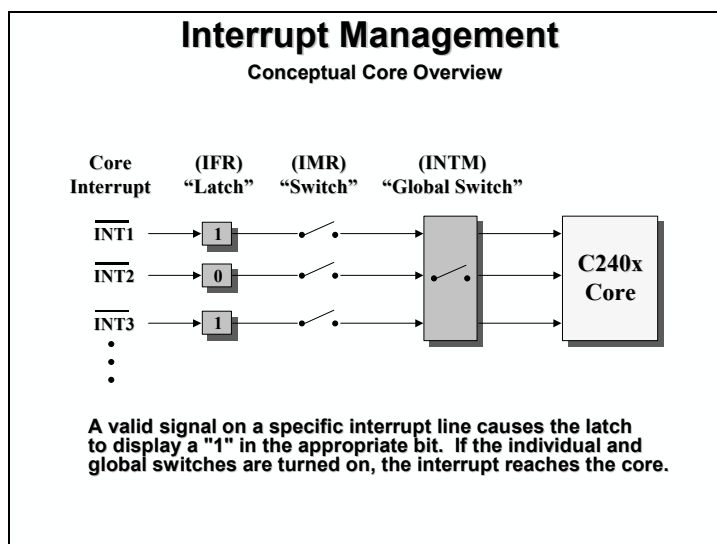 Interrupt Management
Conceptual Core Overview
Core (IFR) (IMR) (INTM)
Interrupt “Latch” “Switch” “Global Switch”
INT1 1
INT2 0
INT3 1
C240x
Core
A valid signal on a specific interrupt line causes the latch
to display a "1" in the appropriate bit. If the individual and
global switches are turned on, the interrupt reaches the core.